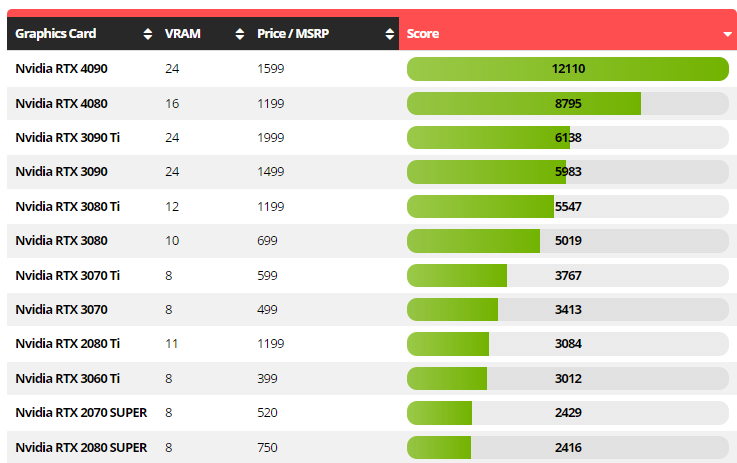 Graphics Card VRAM Price / MSRP Score
Nvidia RTX 4090 24 1599 12110
Nvidia RTX 4080 16 1199 8795
Nvidia RTX 3090 Ti 24 1999 6138
Nvidia RTX 3090 24 1499 5983
Nvidia RTX 3080 Ti 12 1199 5547
Nvidia RTX 3080 10 699 5019
Nvidia RTX 3070 Ti 8 599 3767
Nvidia RTX 3070 8 499 3413
Nvidia RTX 2080 Ti 11 1199 3084
Nvidia RTX 3060 Ti 8 399 3012
Nvidia RTX 2070 SUPER 8 520 2429
Nvidia RTX 2080 SUPER 8 750 2416